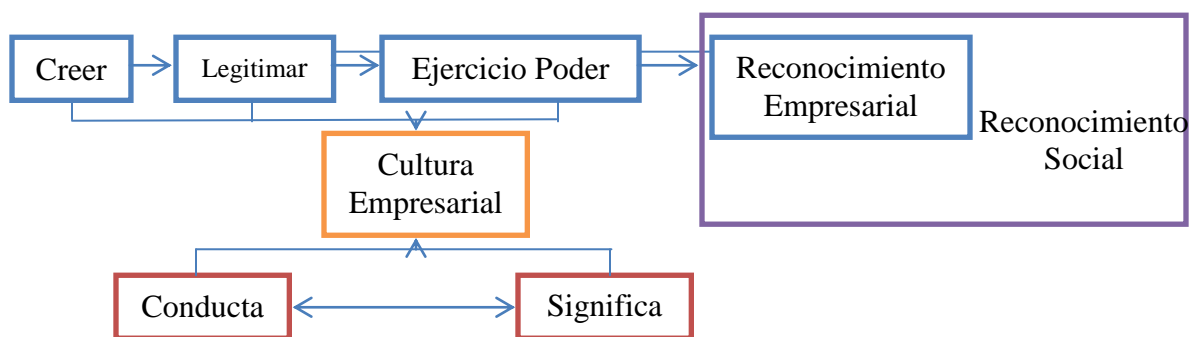 Creer
Legitimar
Ejercicio Poder
Reconocimiento
Empresarial
Reconocimiento
Social
Cultura
Empresarial
Conducta
Significa